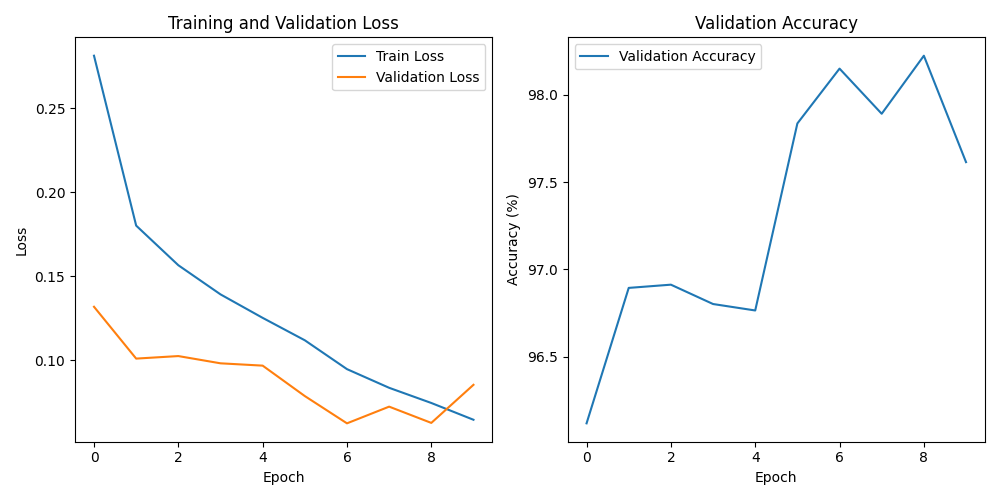 Training and Validation Loss
Train Loss
Validation Loss
0.25
0.20
0.15
0.10
Loss
0 2 4 6 8
Epoch
Validation Accuracy
Validation Accuracy
98.0
97.5
97.0
96.5
Accuracy (%)
0 2 4 6 8
Epoch